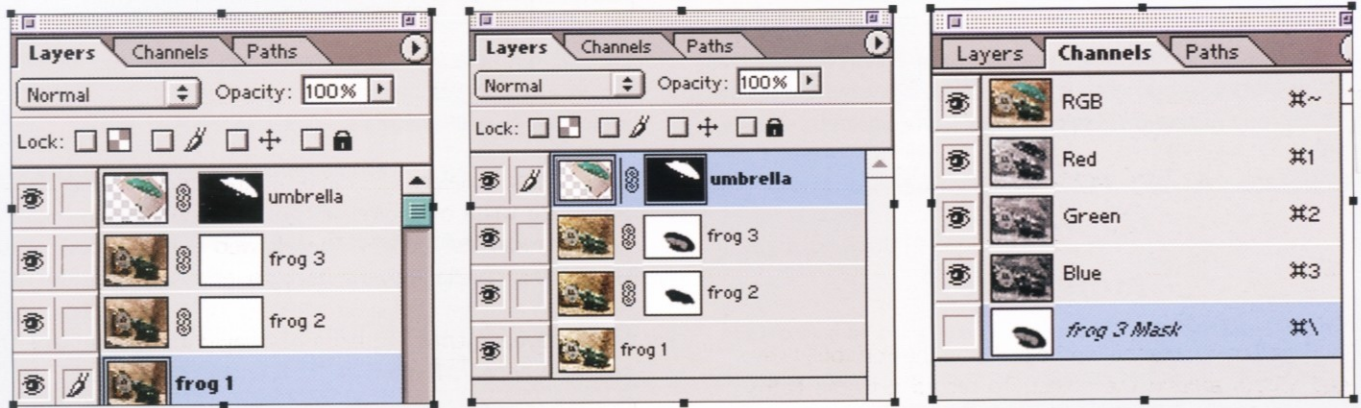 Layers Channels Paths
Normal Opacity: 100%
Lock:
umbrella
frog 3
frog 2
frog 1
Layers Channels Paths
Normal Opacity: 100%
Lock:
umbrella
frog 3
frog 2
frog 1
Layers Channels Paths
RGB ⌘~
Red ⌘1
Green ⌘2
Blue ⌘3
frog 3 Mask ⌘\